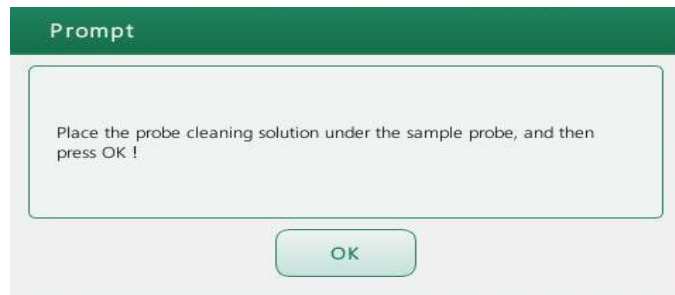 Prompt
Place the probe cleaning solution under the sample probe, and then
press OK !
OK